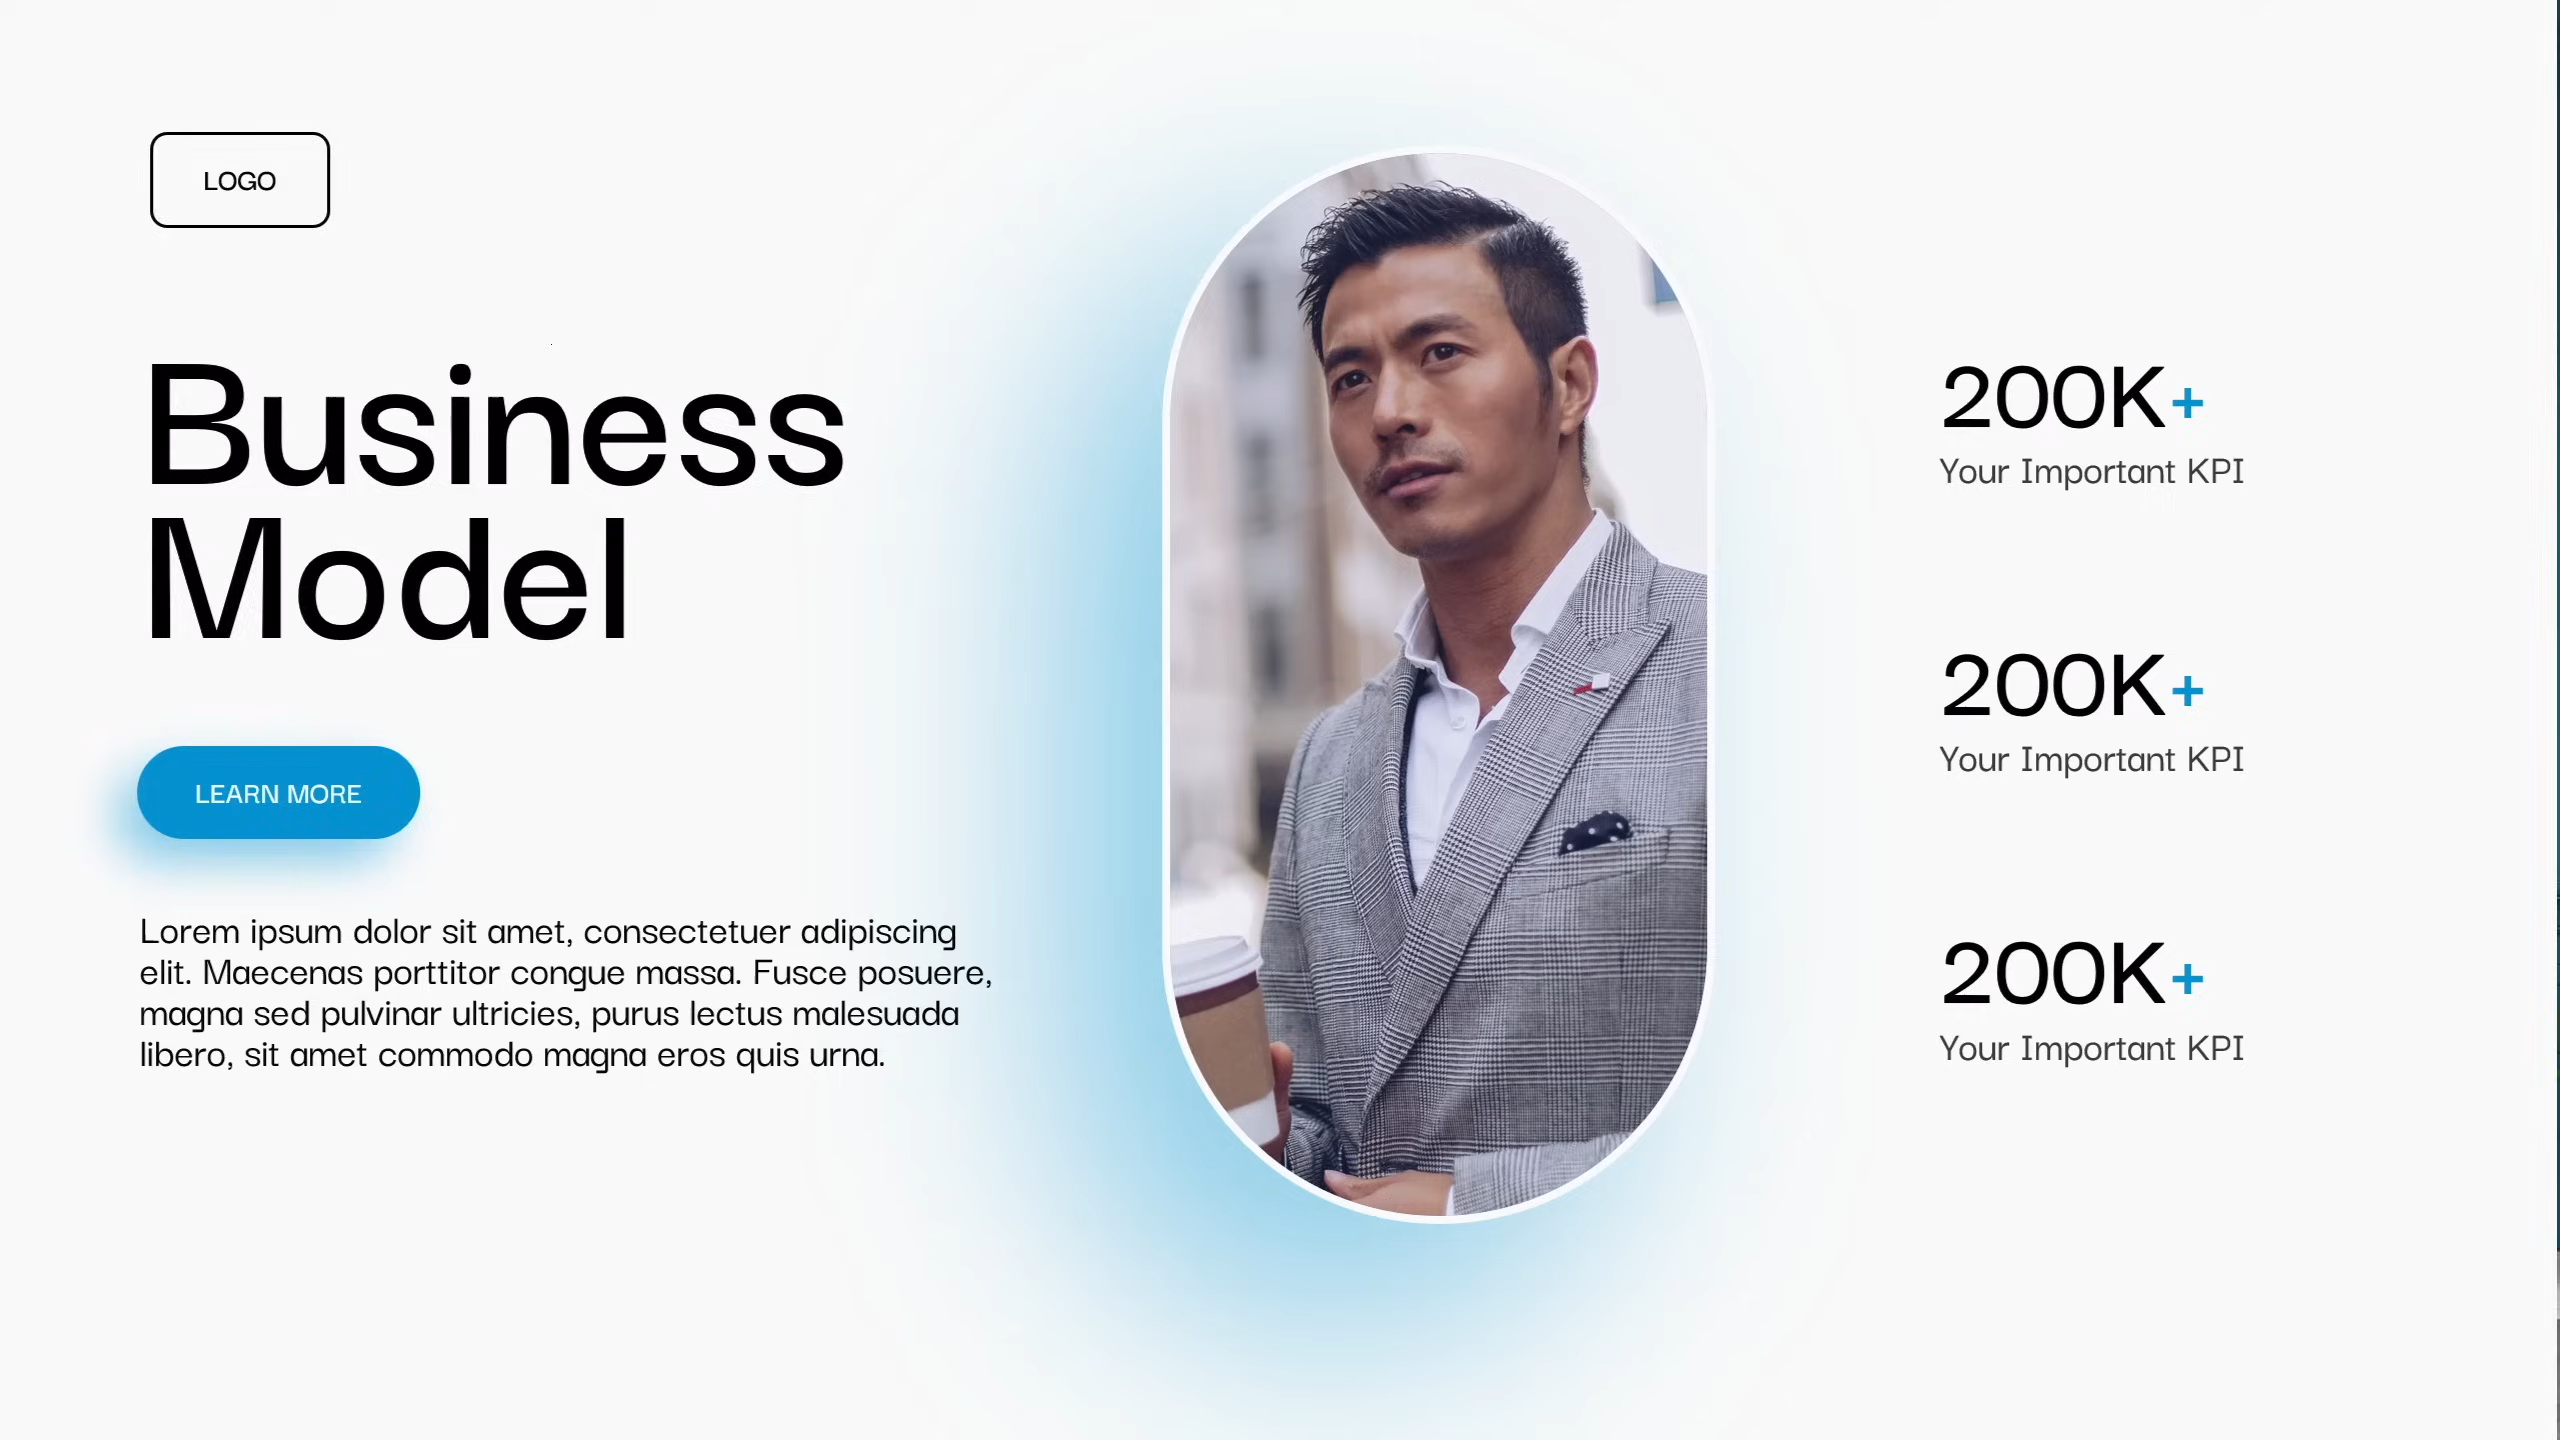 LOGO
Business
Model
LEARN MORE
Lorem ipsum dolor sit amet, consectetuer adipiscing
elit. Maecenas porttitor congue massa. Fusce posuere,
magna sed pulvinar ultricies, purus lectus malesuada
libero, sit amet commodo magna eros quis urna.
200K+
Your Important KPI
200K+
Your Important KPI
200K+
Your Important KPI